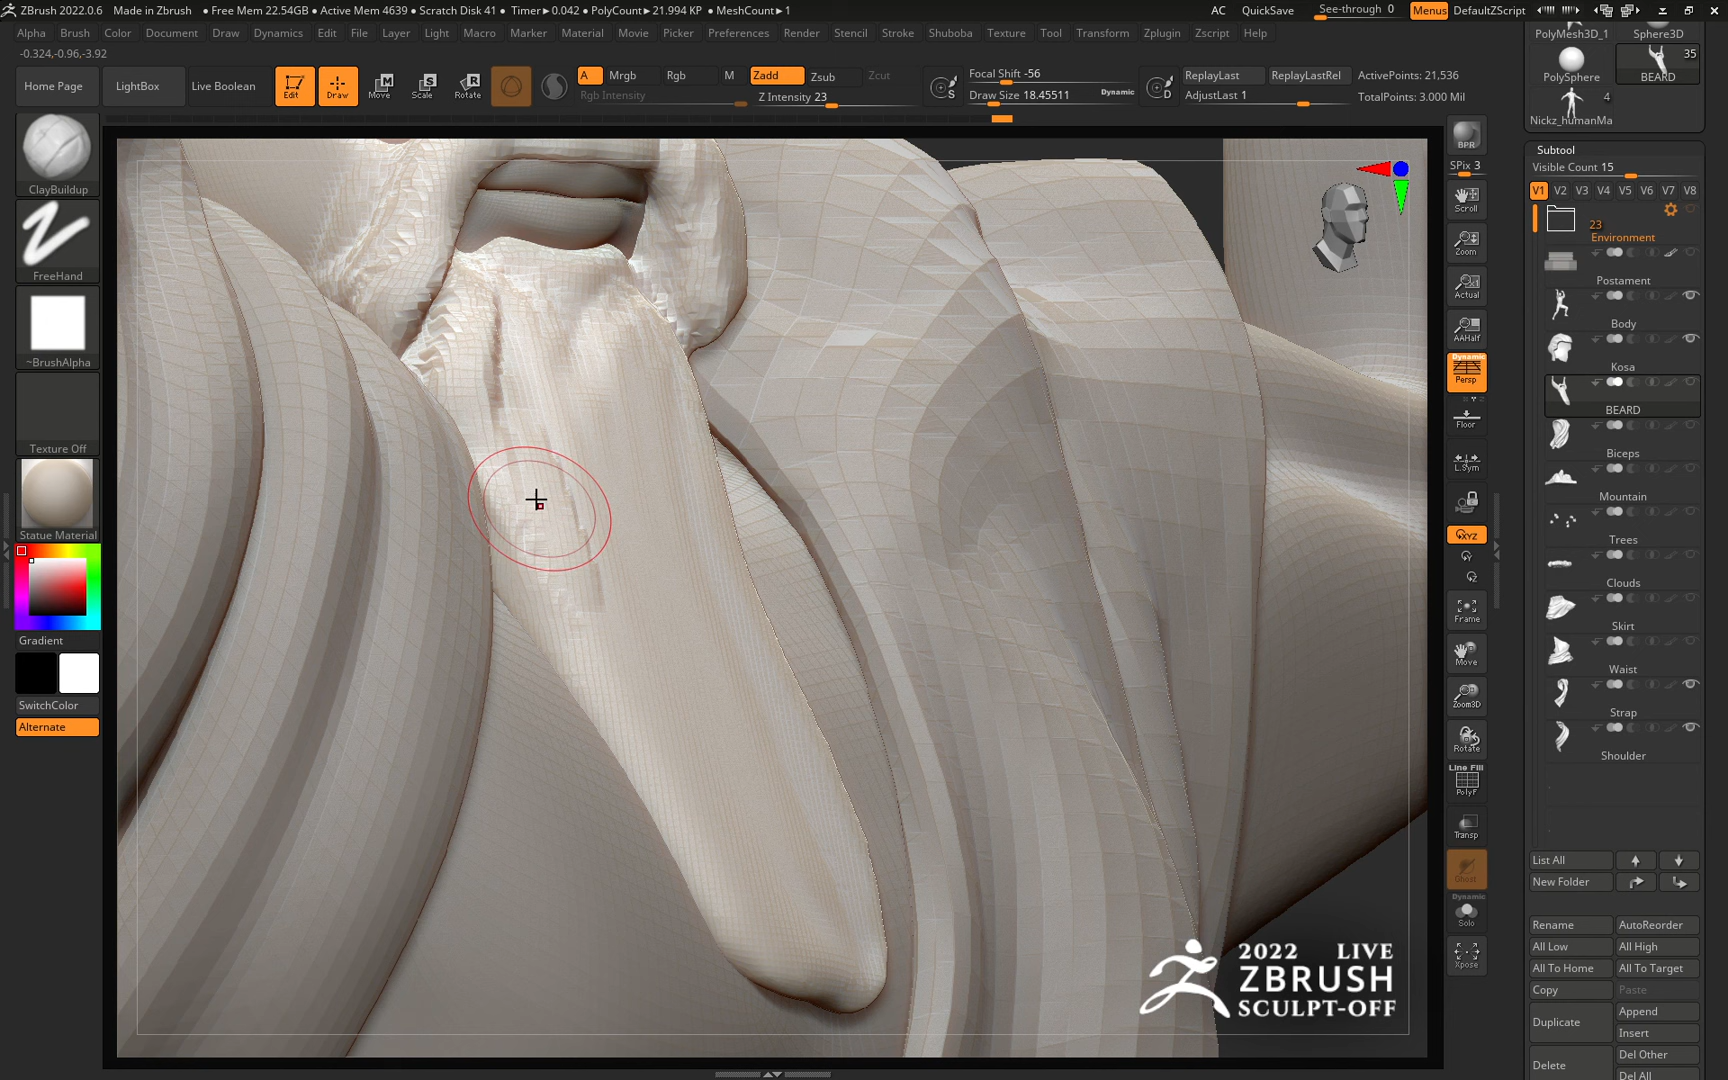 ZBrush 2022.0.6 Made in Zbrush • Free Mem 22.54GB • Active Mem 4639 • Scratch Disk 41 • Timer▸0.042 • PolyCount▸21.994 KP • MeshCount▸1 AC QuickSave See-through 0 Menus DefaultZScript
Alpha Brush Color Document Draw Dynamics Edit File Layer Light Macro Marker Material Movie Picker Preferences Render Stencil Stroke Shuboba Texture Tool Transform Zplugin Zscript Help
-0.324,-0.96,-3.92
Home Page LightBox Live Boolean Edit Draw Move Scale Rotate
A Mrgb Rgb M Zadd Zsub Zcut
Rgb Intensity Z Intensity 23
S Focal Shift -56
Draw Size 18.45511 Dynamic
D ReplayLast ReplayLastRel ActivePoints: 21,536
AdjustLast 1 TotalPoints: 3.000 Mil
ClayBuildup
FreeHand
~BrushAlpha
Texture Off
Statue Material
Gradient
SwitchColor
Alternate
2022 LIVE
ZBRUSH
SCULPT-OFF
BPR
SPix 3
Scroll
Zoom
Actual
AAHalf
Dynamic
Persp
Floor
L.Sym
XYZ
Y
Z
Frame
Move
Zoom3D
Rotate
Line Fill
PolyF
Transp
Ghost
Dynamic
Solo
Xpose
PolyMesh3D_1 Sphere3D
35
PolySphere BEARD
4
Nickz_humanMa
Subtool
Visible Count 15
V1 V2 V3 V4 V5 V6 V7 V8
23
Environment
Postament
Body
Kosa
BEARD
Biceps
Mountain
Trees
Clouds
Skirt
Waist
Strap
Shoulder
List All
New Folder
Rename AutoReorder
All Low All High
All To Home All To Target
Copy Paste
Duplicate Append
Insert
Delete Del Other
Del All